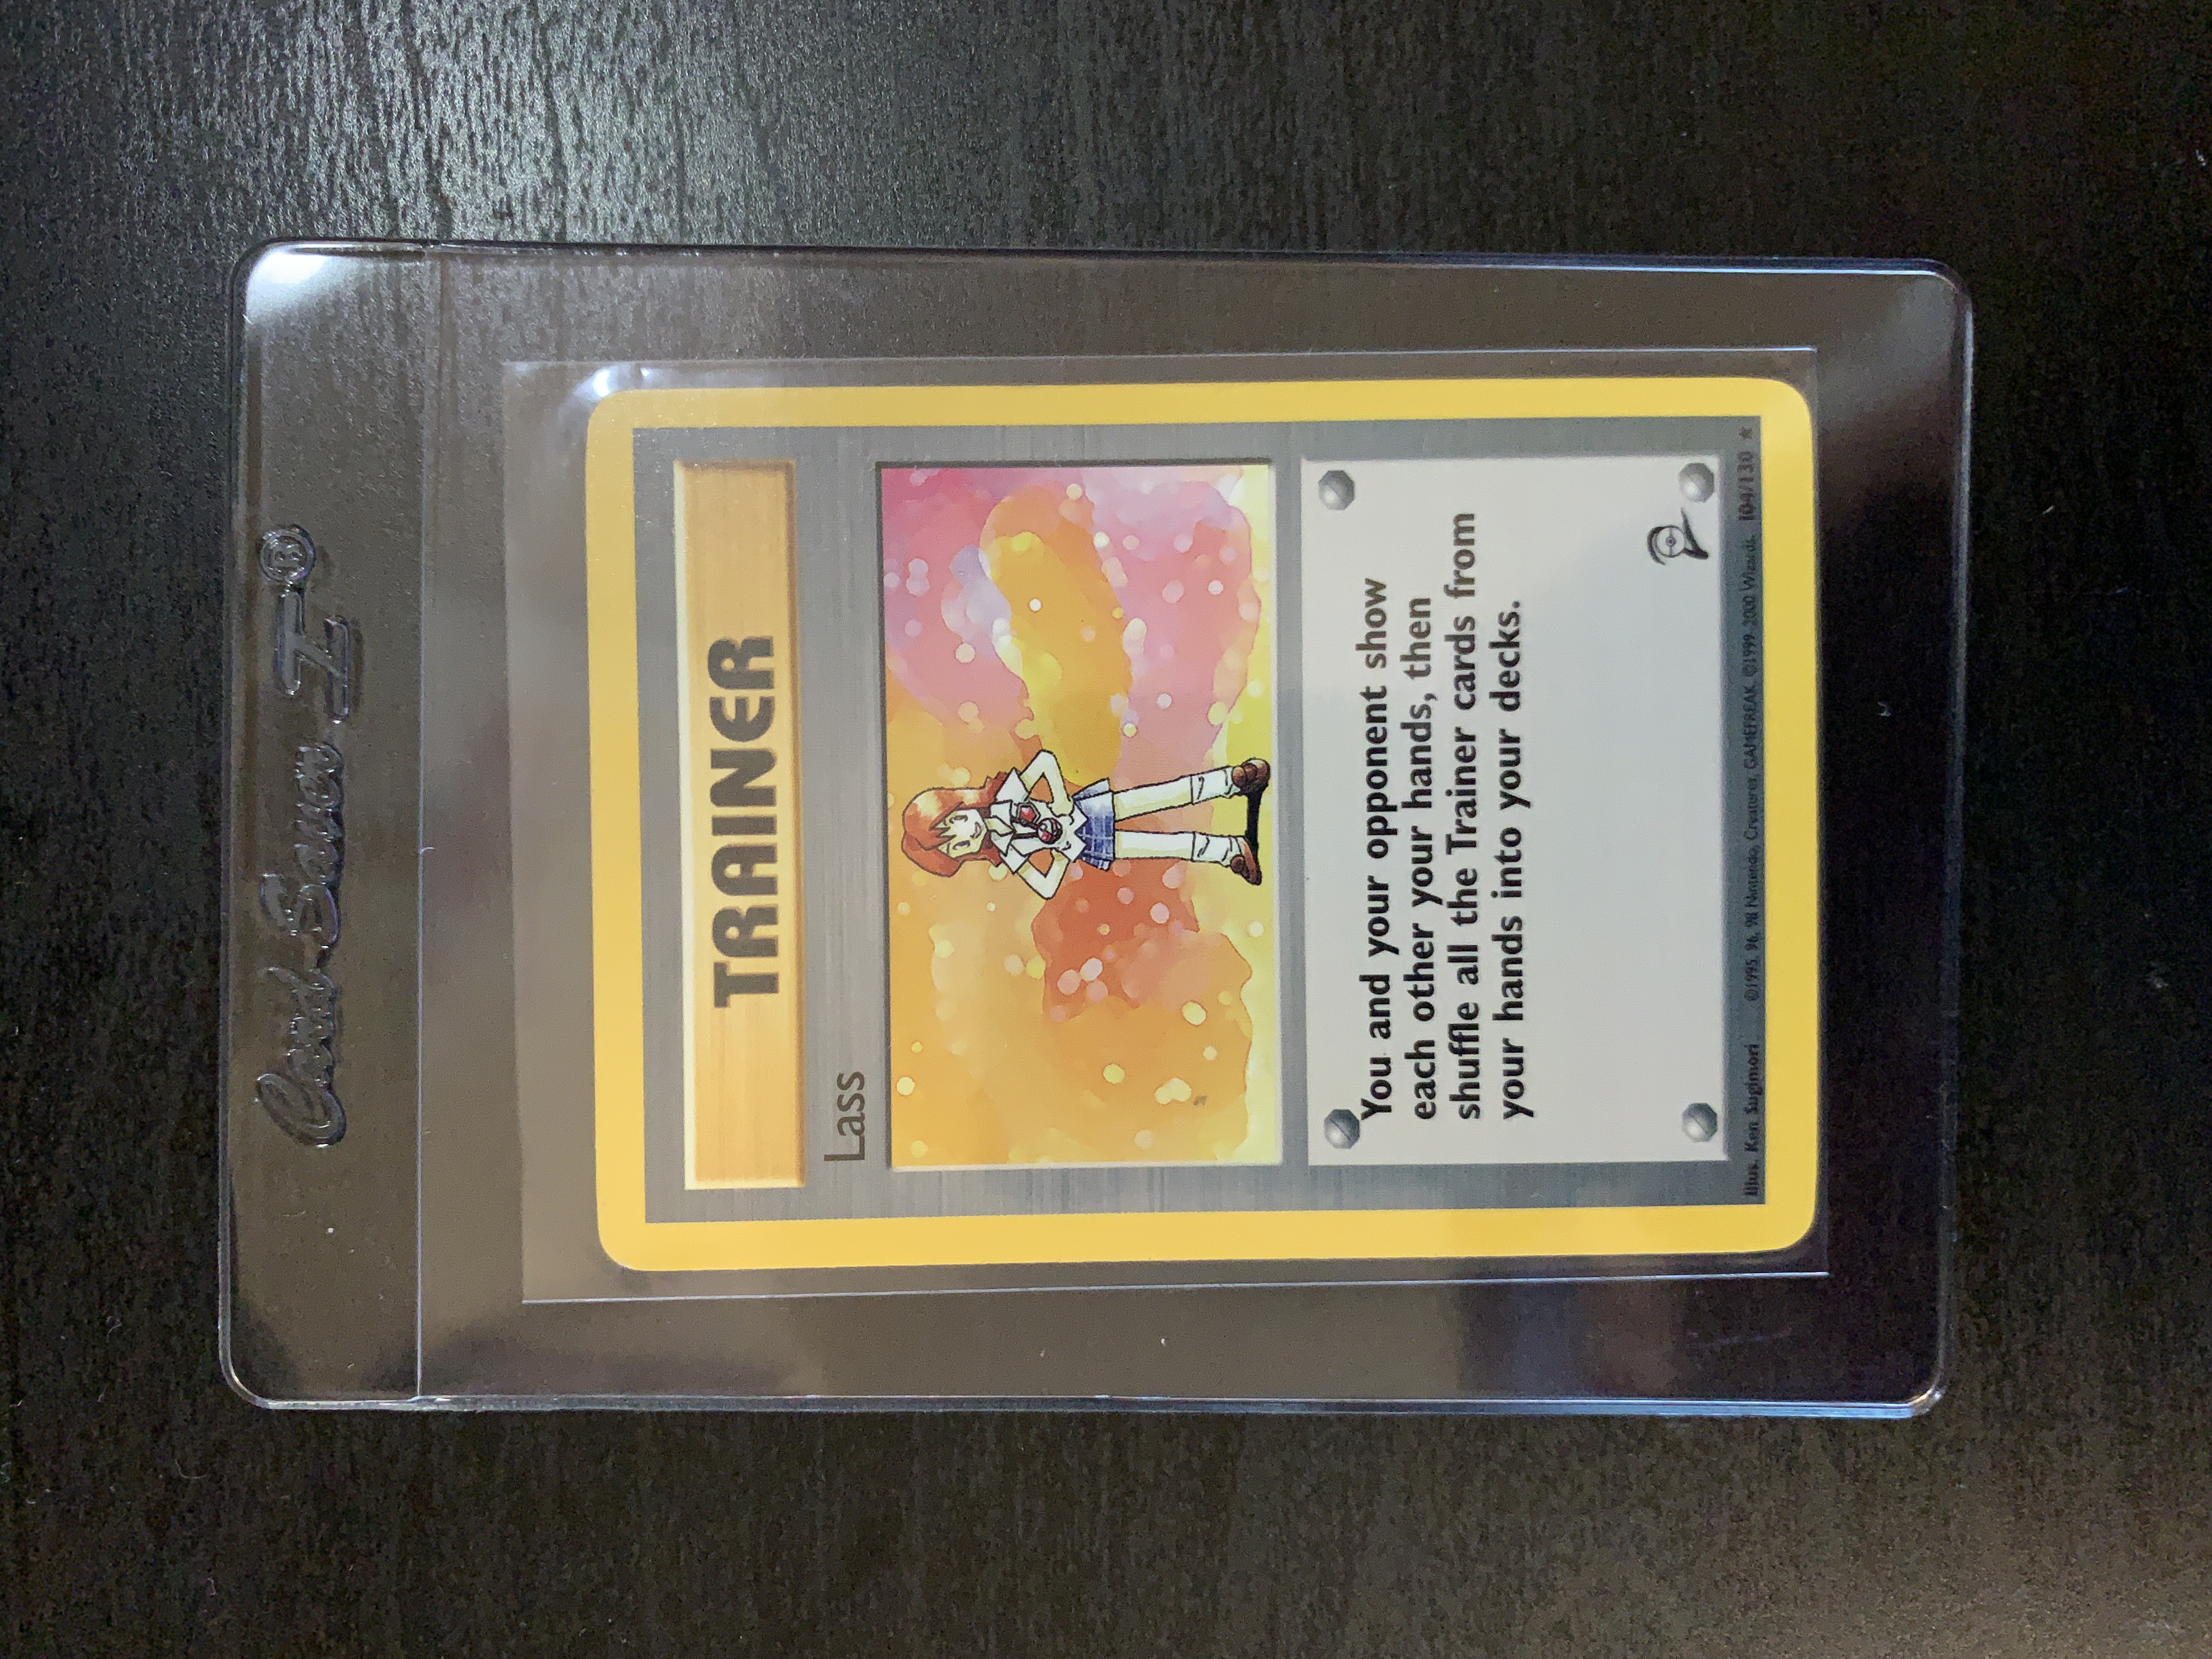 Card Saver I®
TRAINER
Lass
You and your opponent show
each other your hands, then
shuffle all the Trainer cards from
your hands into your decks.
Illus. Ken Sugimori ©1995, 96, 98 Nintendo, Creatures, GAMEFREAK. ©1999-2000 Wizards. 104/130 ★